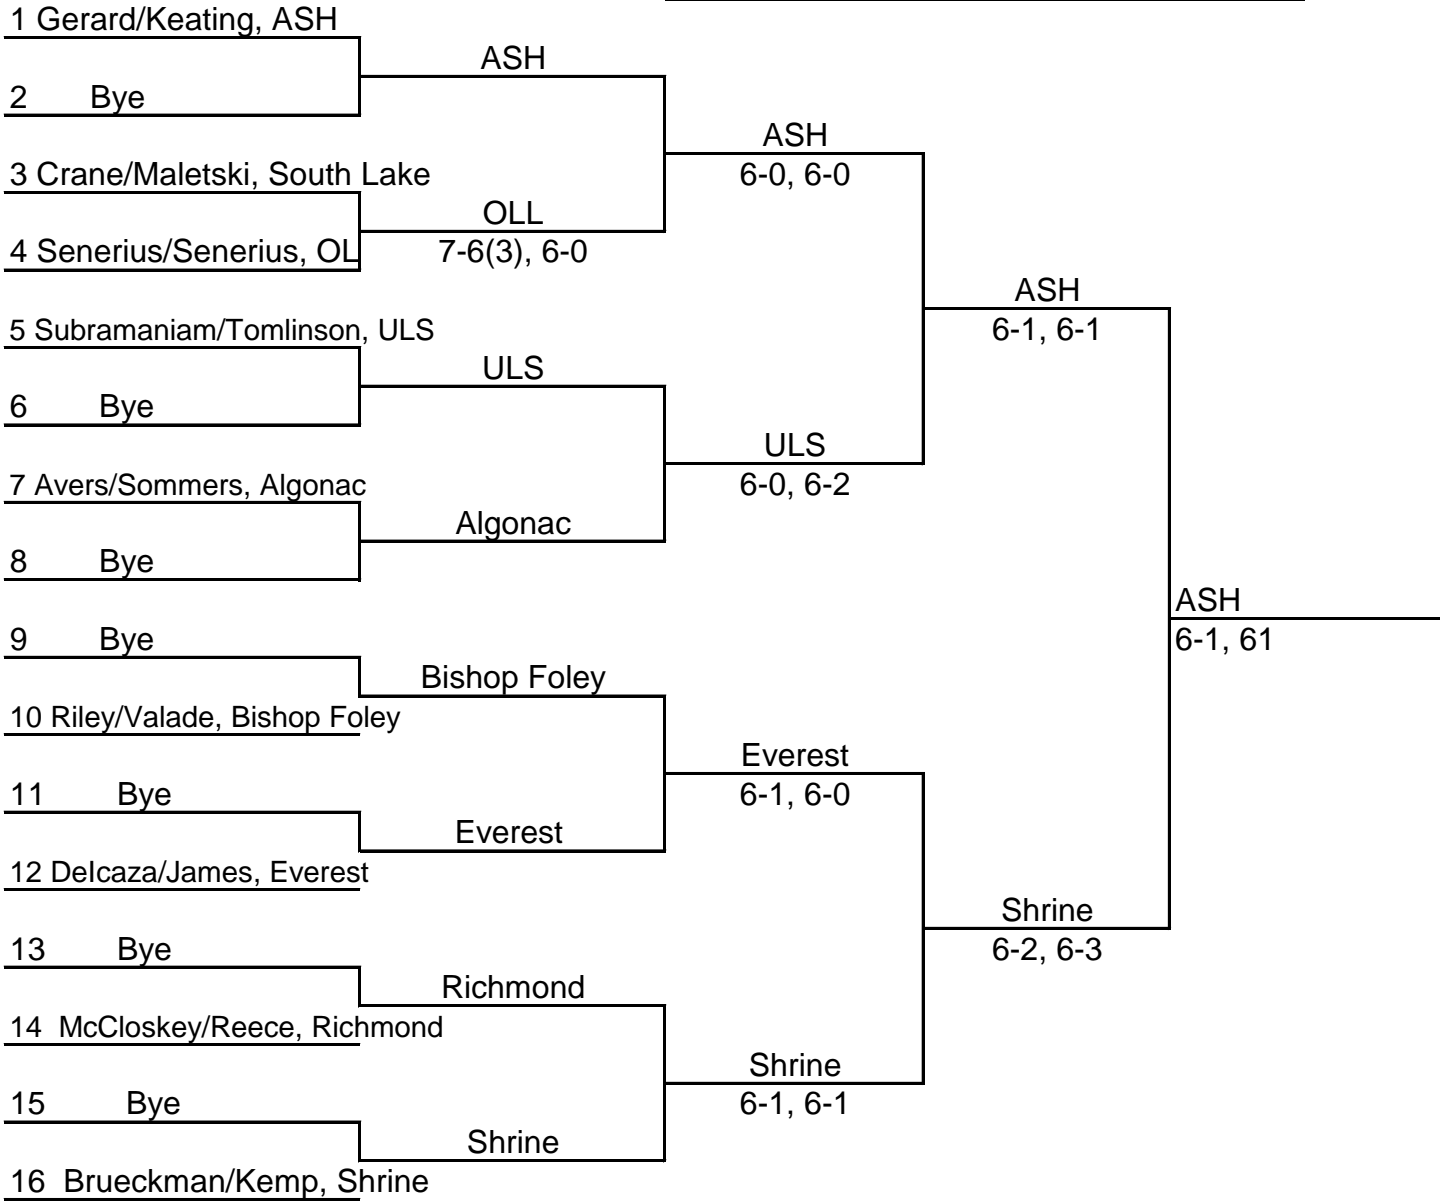 1 Gerard/Keating, ASH
ASH
2 Bye
ASH
6-0, 6-0
3 Crane/Maletski, South Lake
OLL
7-6(3), 6-0
4 Senerius/Senerius, OL
ASH
6-1, 6-1
5 Subramaniam/Tomlinson, ULS
ULS
6 Bye
ULS
6-0, 6-2
7 Avers/Sommers, Algonac
Algonac
8 Bye
ASH
6-1, 61
9 Bye
Bishop Foley
10 Riley/Valade, Bishop Foley
Everest
6-1, 6-0
11 Bye
Everest
12 DeIcaza/James, Everest
Shrine
6-2, 6-3
13 Bye
Richmond
14 McCloskey/Reece, Richmond
Shrine
6-1, 6-1
15 Bye
Shrine
16 Brueckman/Kemp, Shrine